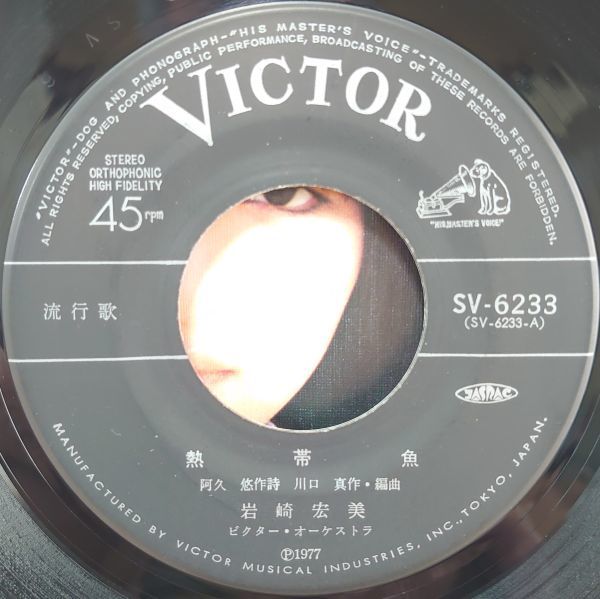 "VICTOR"–DOG AND PHONOGRAPH–"HIS MASTER'S VOICE"–TRADEMARKS REGISTERED.
ALL RIGHTS RESERVED, COPYING, PUBLIC PERFORMANCE, BROADCASTING OF THESE RECORDS ARE FORBIDDEN.
VICTOR
STEREO
ORTHOPHONIC
HIGH FIDELITY
45rpm
"HIS MASTER'S VOICE"
流行歌
SV-6233
(SV-6233-A)
JASRAC
熱帯魚
阿久 悠作詩 川口 真作・編曲
岩崎宏美
ビクター・オーケストラ
Ⓟ1977
MANUFACTURED BY VICTOR MUSICAL INDUSTRIES, INC., TOKYO, JAPAN.